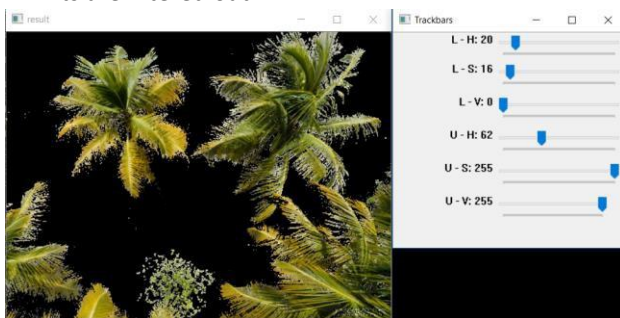 result
Trackbars
L - H: 20
L - S: 16
L - V: 0
U - H: 62
U - S: 255
U - V: 255